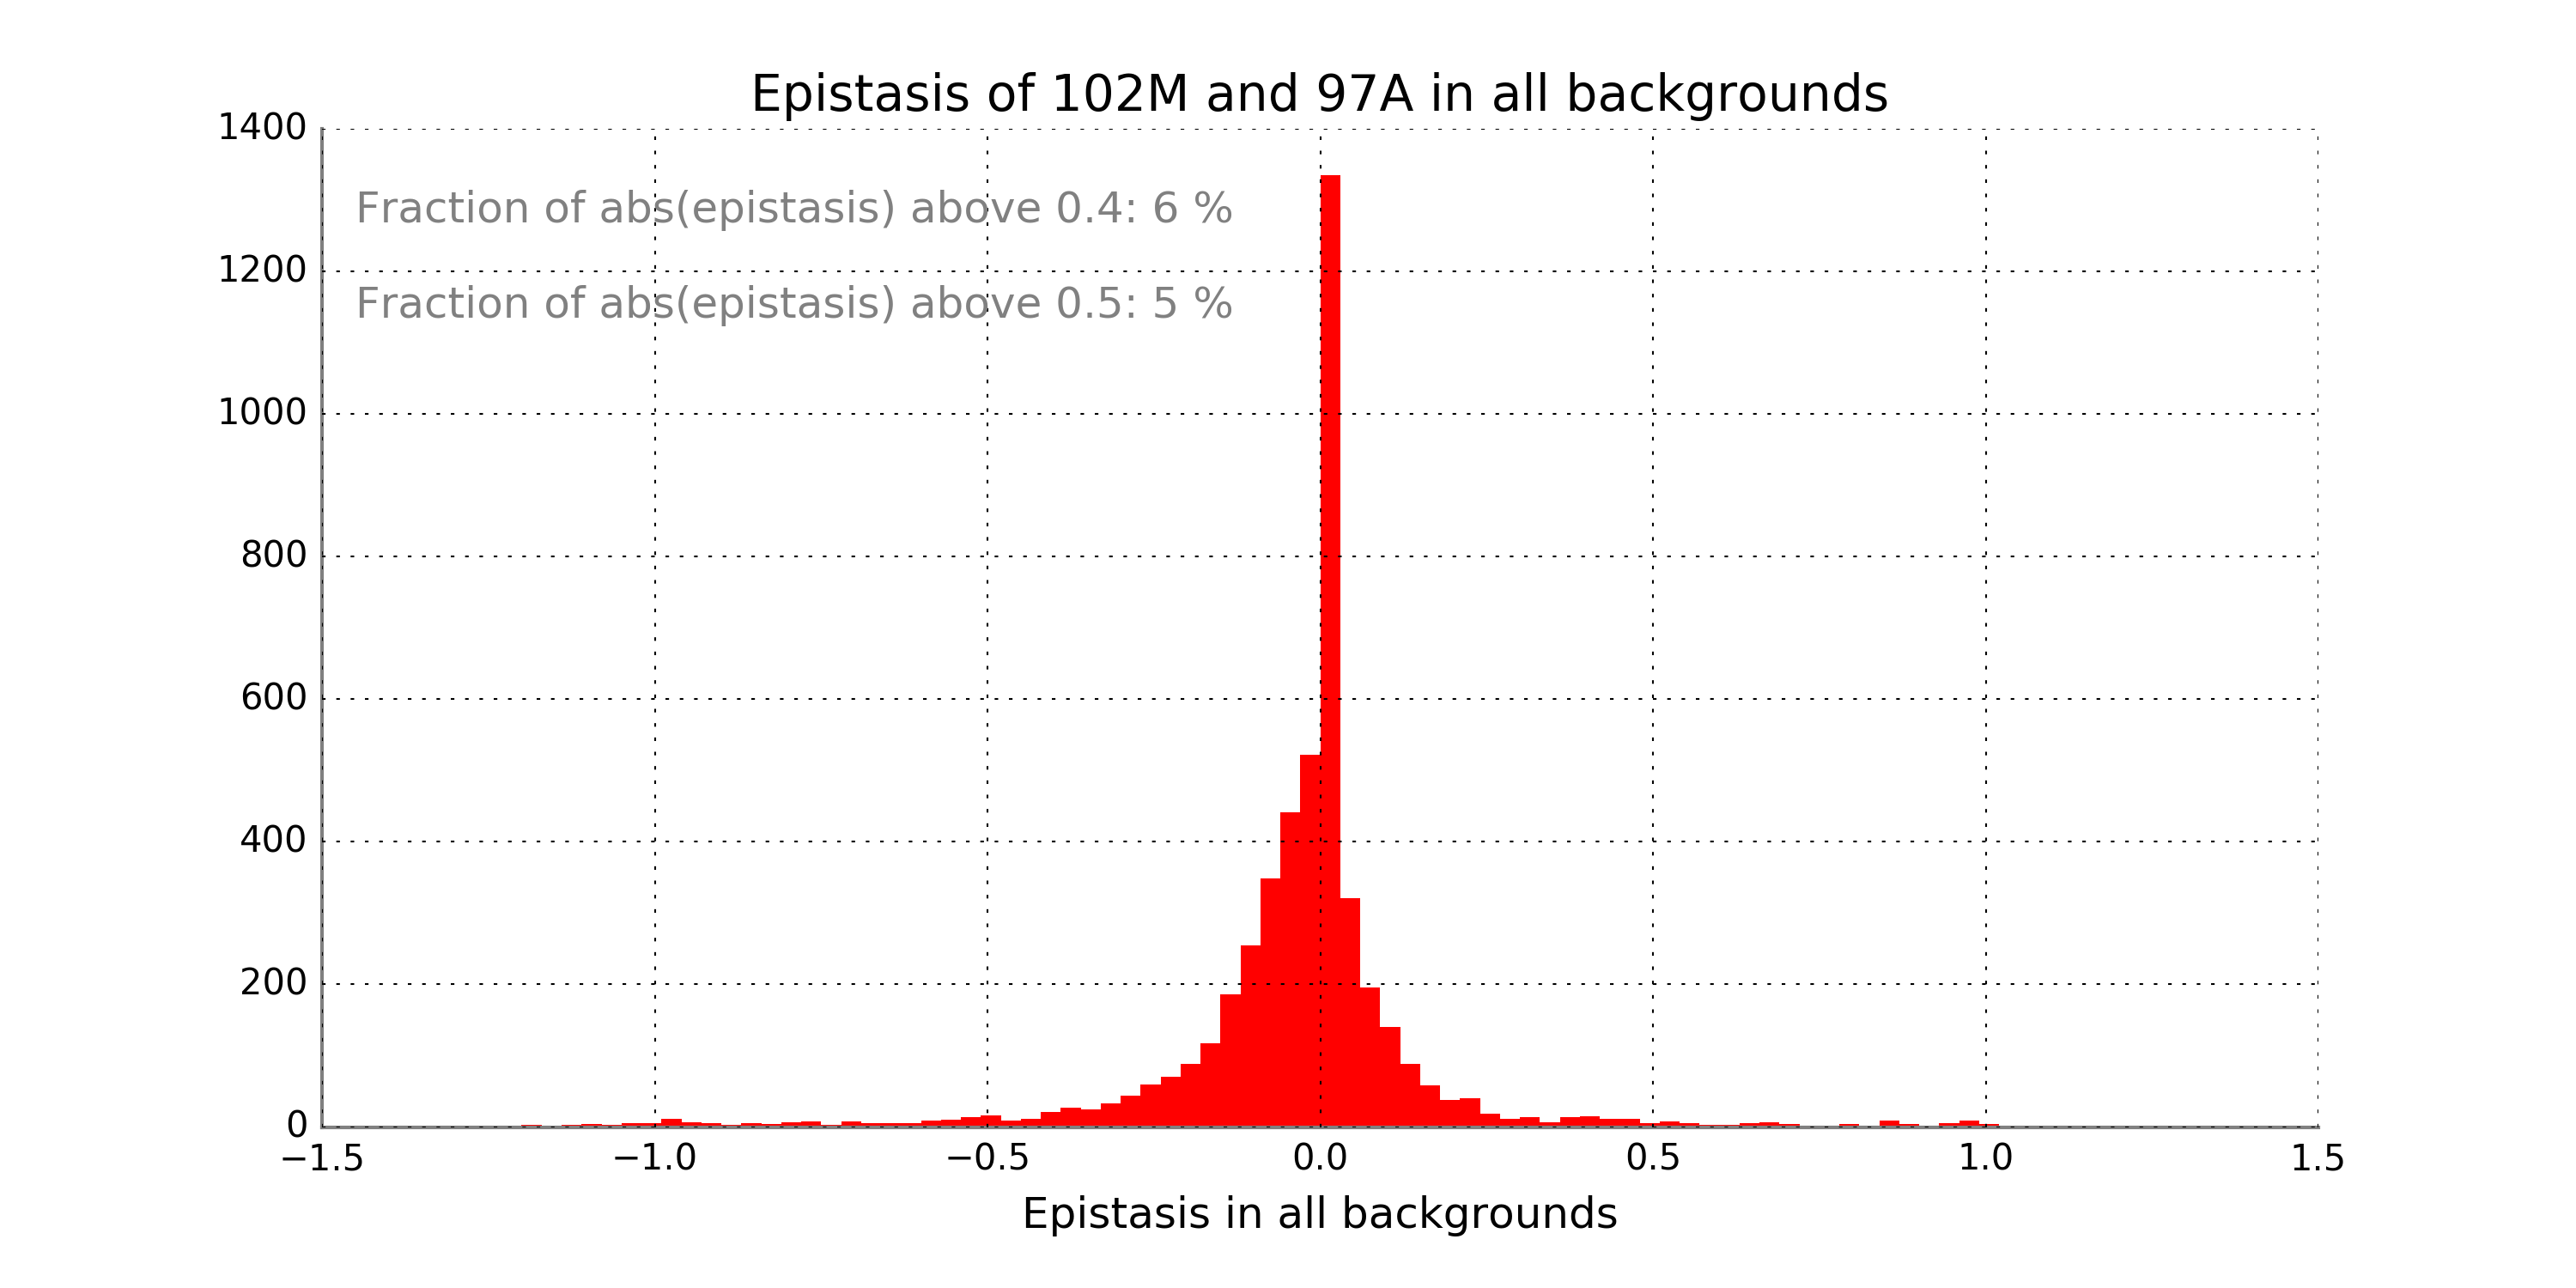 Epistasis of 102M and 97A in all backgrounds
1400
Fraction of abs(epistasis) above 0.4: 6 %
1200
Fraction of abs(epistasis) above 0.5: 5 %
1000
800
600
400
200
0
−1.5 −1.0 −0.5 0.0 0.5 1.0 1.5
Epistasis in all backgrounds